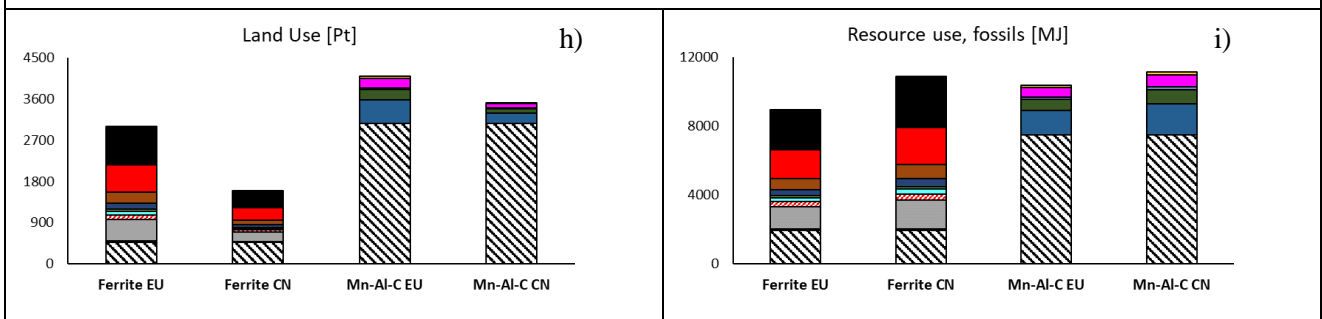 Land Use [Pt]
h)
4500
3600
2700
1800
900
0
Ferrite EU
Ferrite CN
Mn-Al-C EU
Mn-Al-C CN
Resource use, fossils [MJ]
i)
12000
8000
4000
0
Ferrite EU
Ferrite CN
Mn-Al-C EU
Mn-Al-C CN